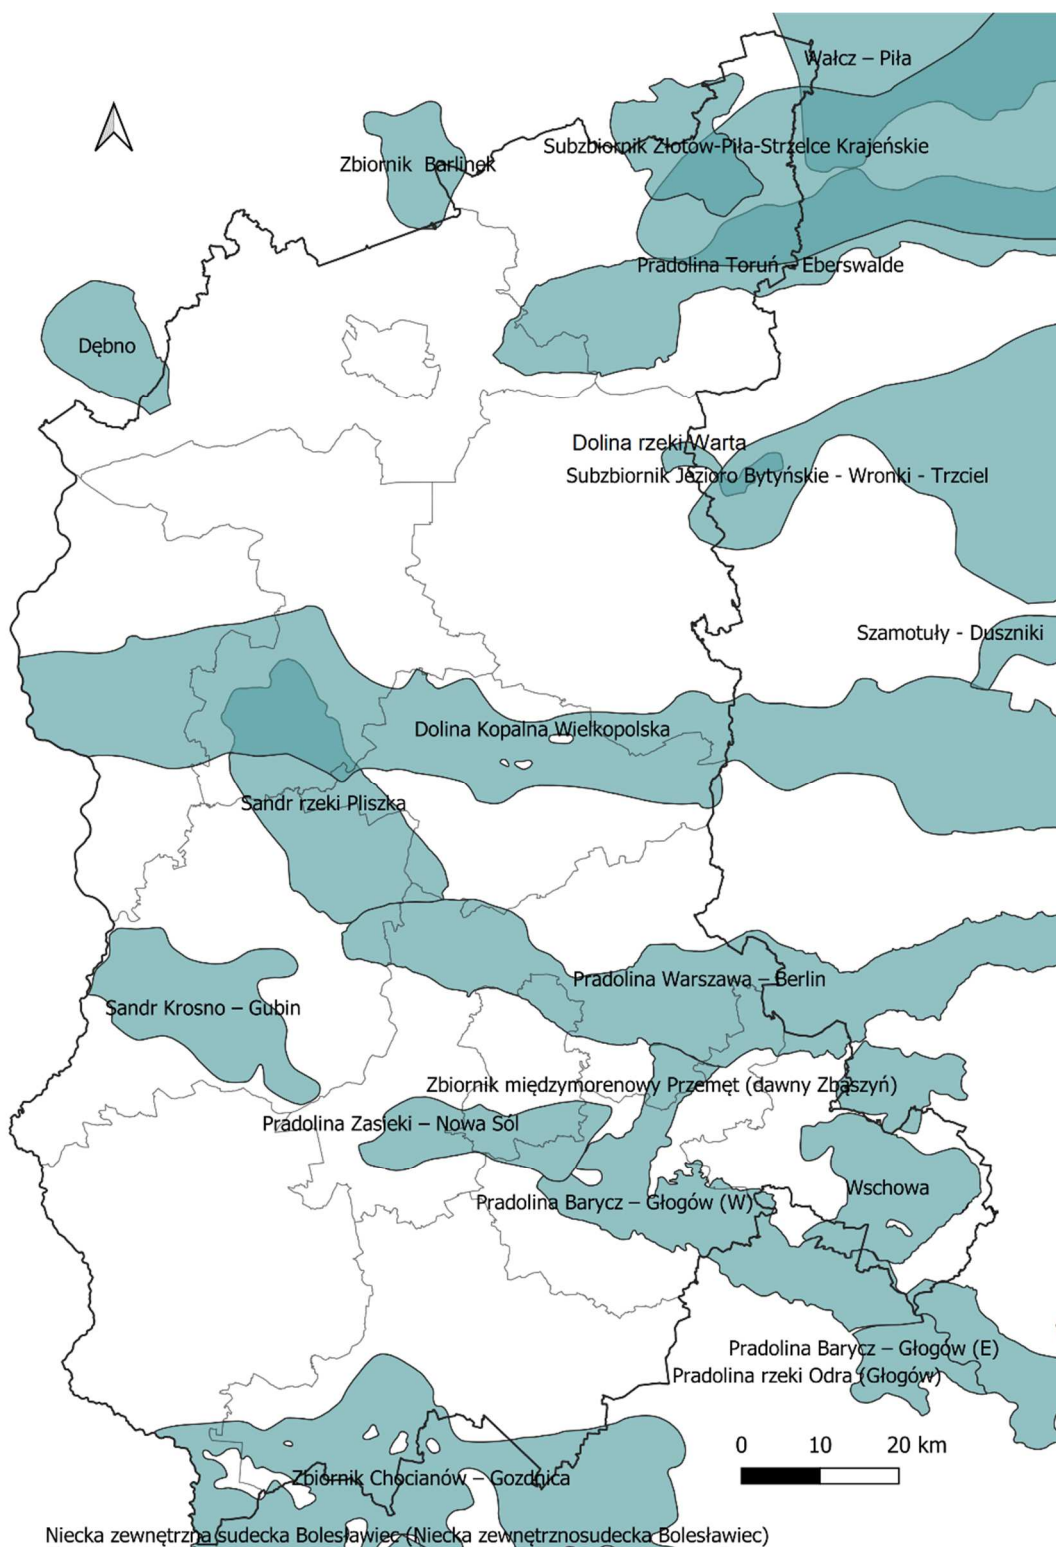 Wałcz – Piła
Subzbiornik Złotów-Piła-Strzelce Krajeńskie
Zbiornik Barlinek
Pradolina Toruń – Eberswalde
Dębno
Dolina rzeki Warta
Subzbiornik Jezioro Bytyńskie - Wronki - Trzciel
Szamotuły - Duszniki
Dolina Kopalna Wielkopolska
Sandr rzeki Pliszka
Pradolina Warszawa – Berlin
Sandr Krosno – Gubin
Zbiornik międzymorenowy Przemęt (dawny Zbąszyń)
Pradolina Zasieki – Nowa Sól
Wschowa
Pradolina Barycz – Głogów (W)
Pradolina Barycz – Głogów (E)
Pradolina rzeki Odra (Głogów)
0 10 20 km
Zbiornik Chocianów – Gozdnica
Niecka zewnętrzna sudecka Bolesławiec (Niecka zewnętrznosudecka Bolesławiec)